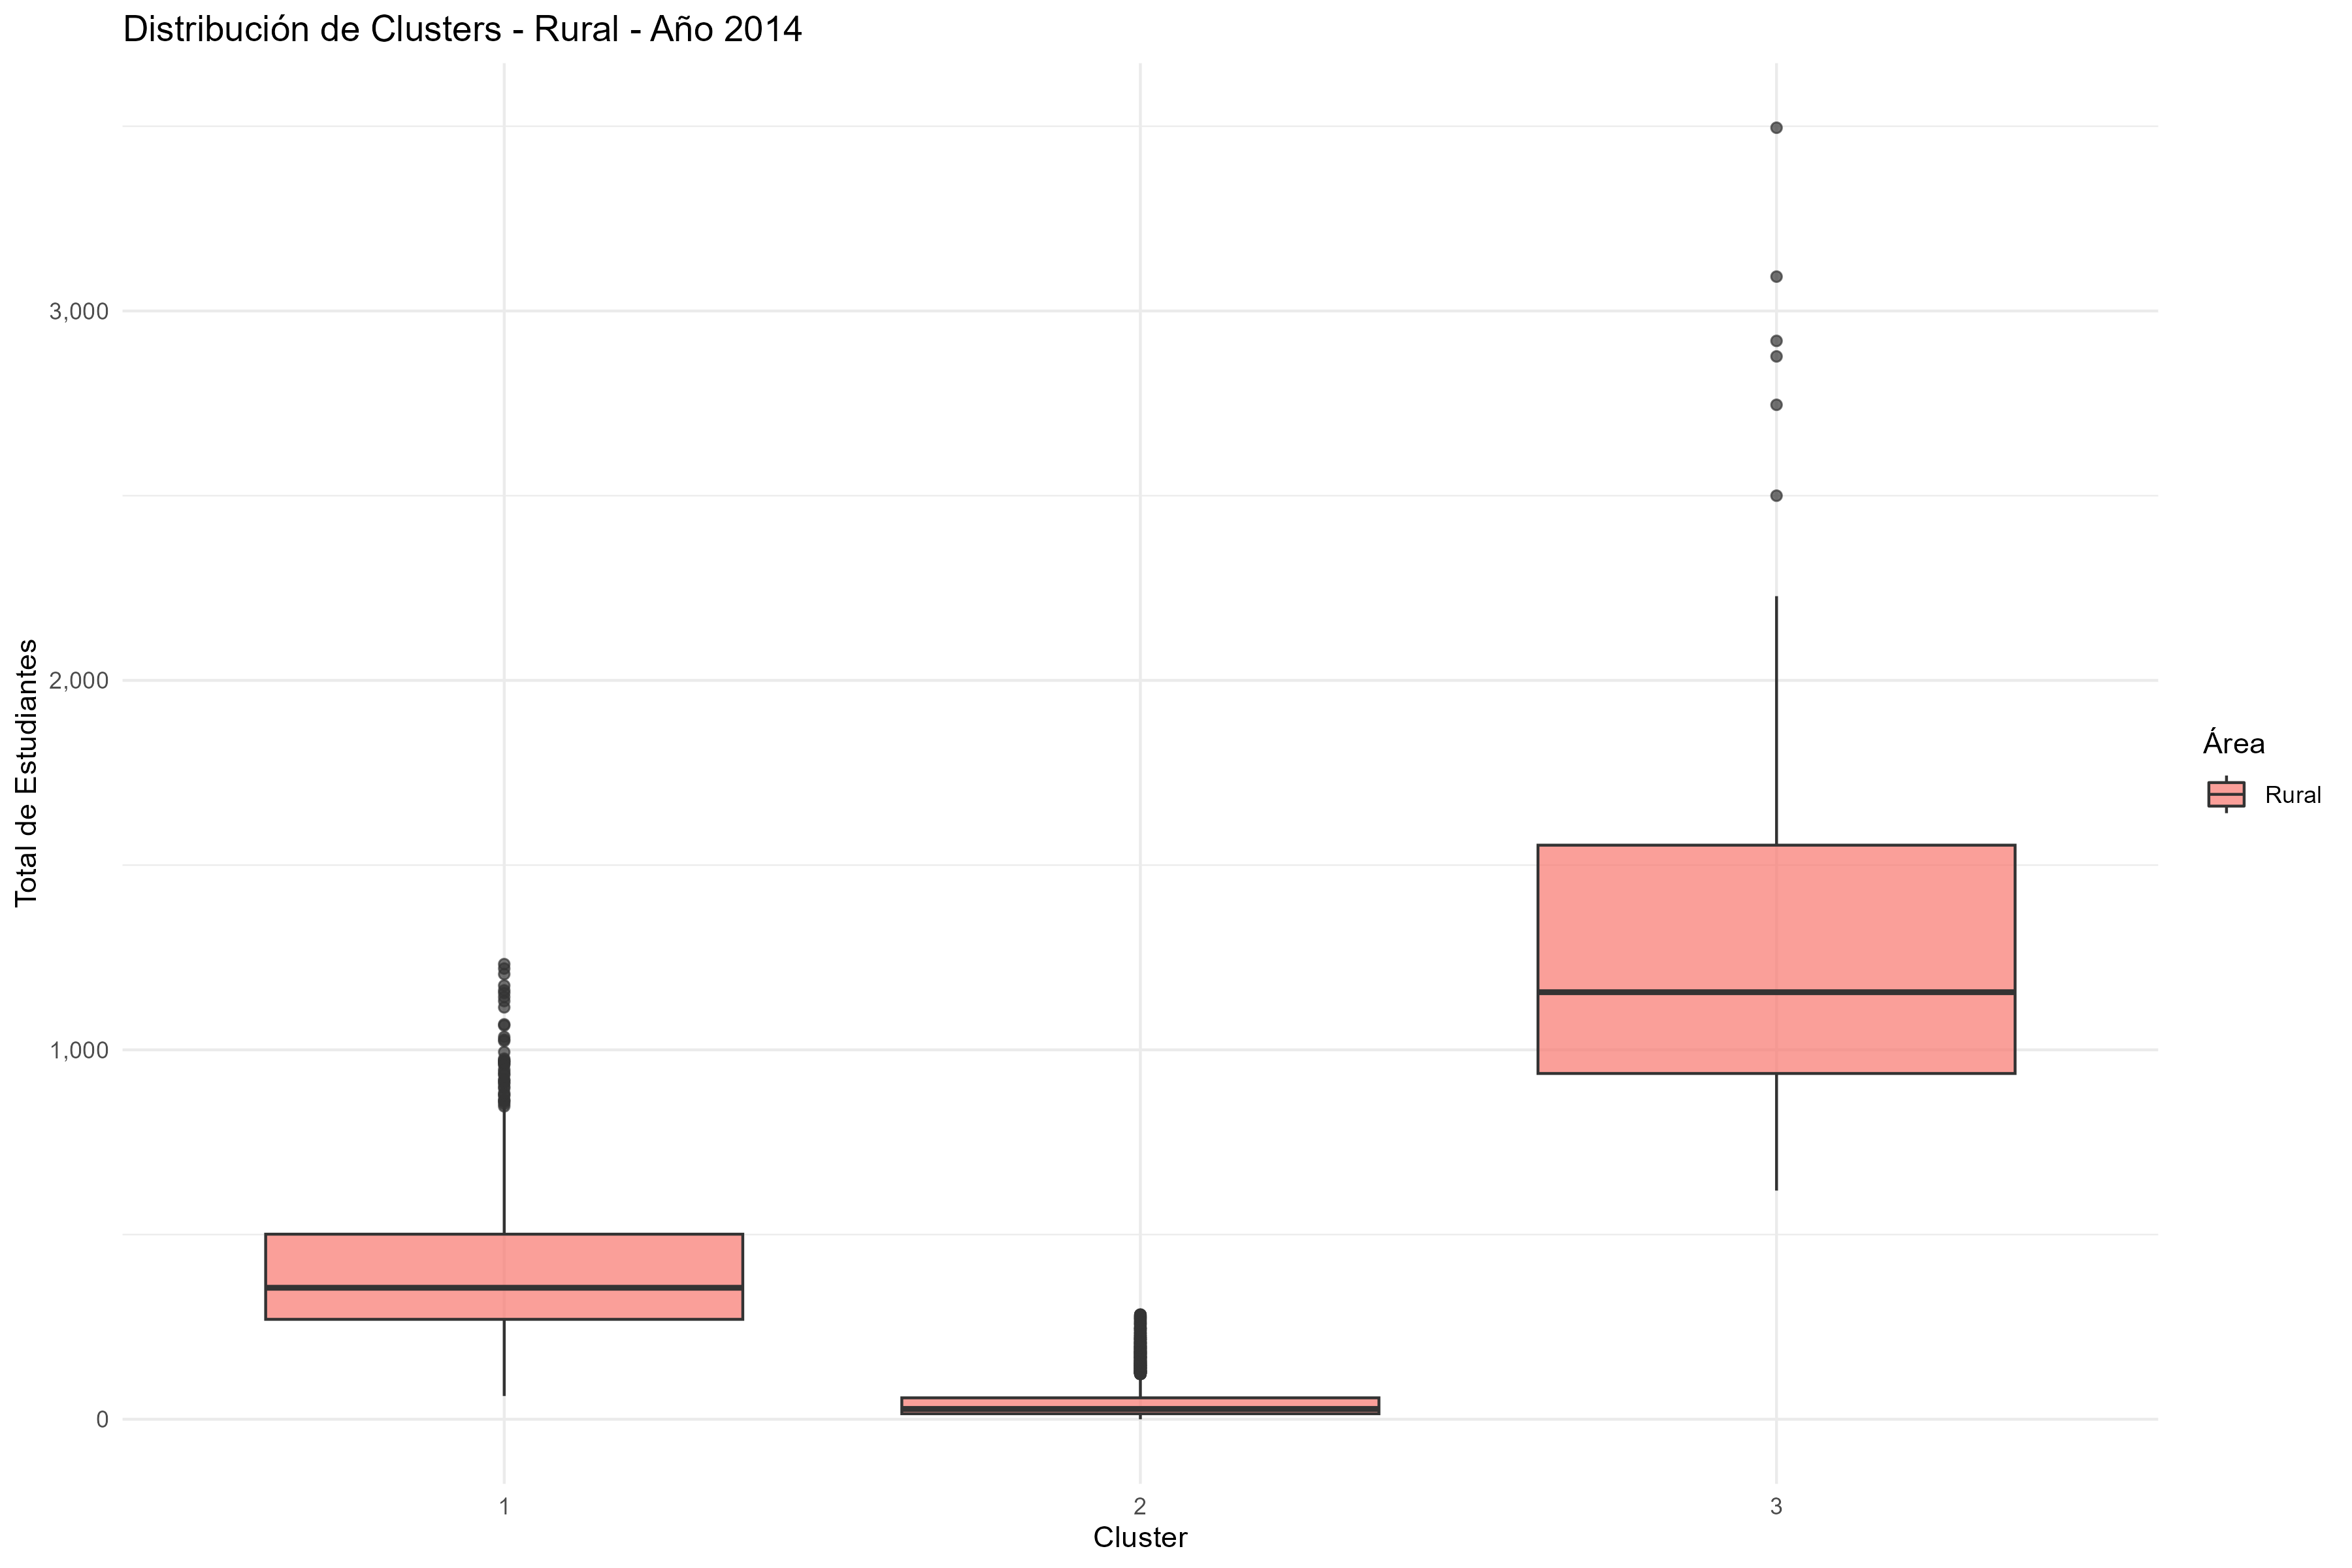 Distribución de Clusters - Rural - Año 2014
Total de Estudiantes
3,000
2,000
1,000
0
1
2
3
Cluster
Área
Rural